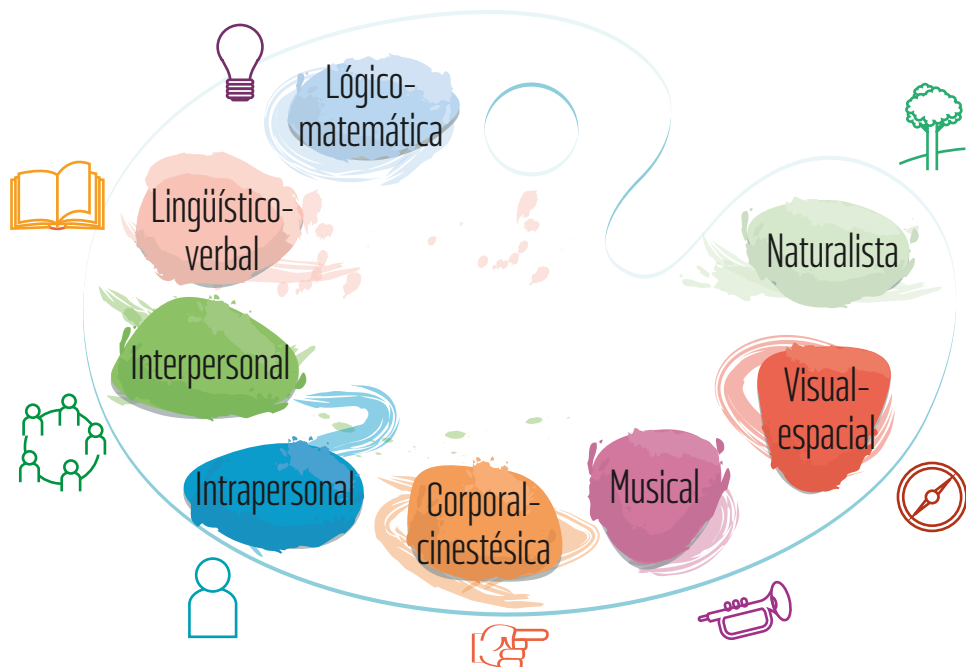 Lógico-
matemática
Lingüístico-
verbal
Naturalista
Interpersonal
Visual-
espacial
Intrapersonal
Corporal-
cinestésica
Musical